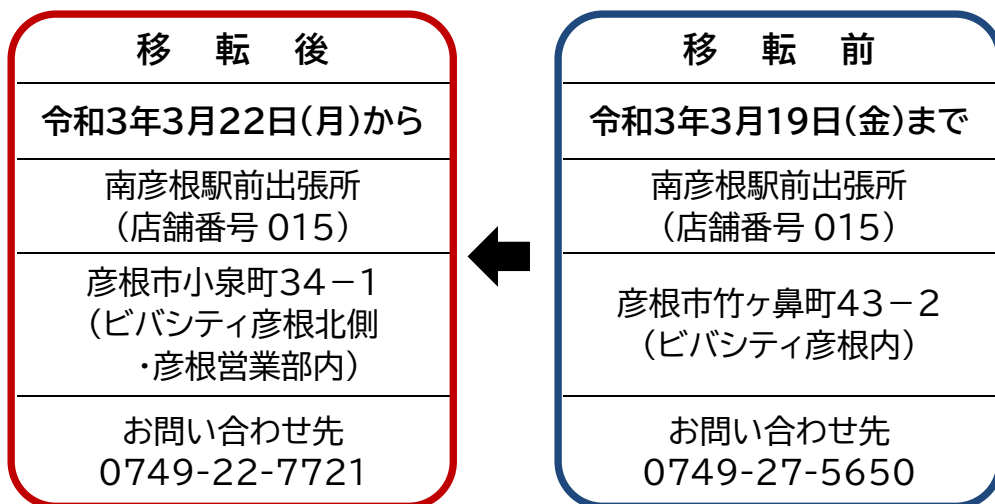 移 転 後
令和3年3月22日(月)から
南彦根駅前出張所
(店舗番号 015)
彦根市小泉町34-1
(ビバシティ彦根北側
・彦根営業部内)
お問い合わせ先
0749-22-7721
移 転 前
令和3年3月19日(金)まで
南彦根駅前出張所
(店舗番号 015)
彦根市竹ヶ鼻町43-2
(ビバシティ彦根内)
お問い合わせ先
0749-27-5650